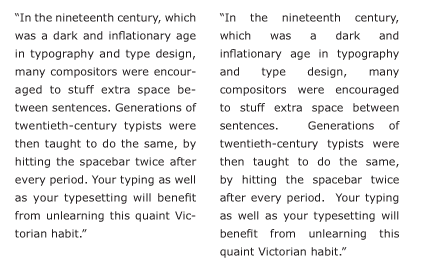 “In the nineteenth century, which
was a dark and inflationary age
in typography and type design,
many compositors were encour-
aged to stuff extra space be-
tween sentences. Generations of
twentieth-century typists were
then taught to do the same, by
hitting the spacebar twice after
every period. Your typing as well
as your typesetting will benefit
from unlearning this quaint Vic-
torian habit.”
“In the nineteenth century,
which was a dark and
inflationary age in typography
and type design, many
compositors were encouraged
to stuff extra space between
sentences.  Generations of
twentieth-century typists were
then taught to do the same,
by hitting the spacebar twice
after every period.  Your typing
as well as your typesetting will
benefit from unlearning this
quaint Victorian habit.”